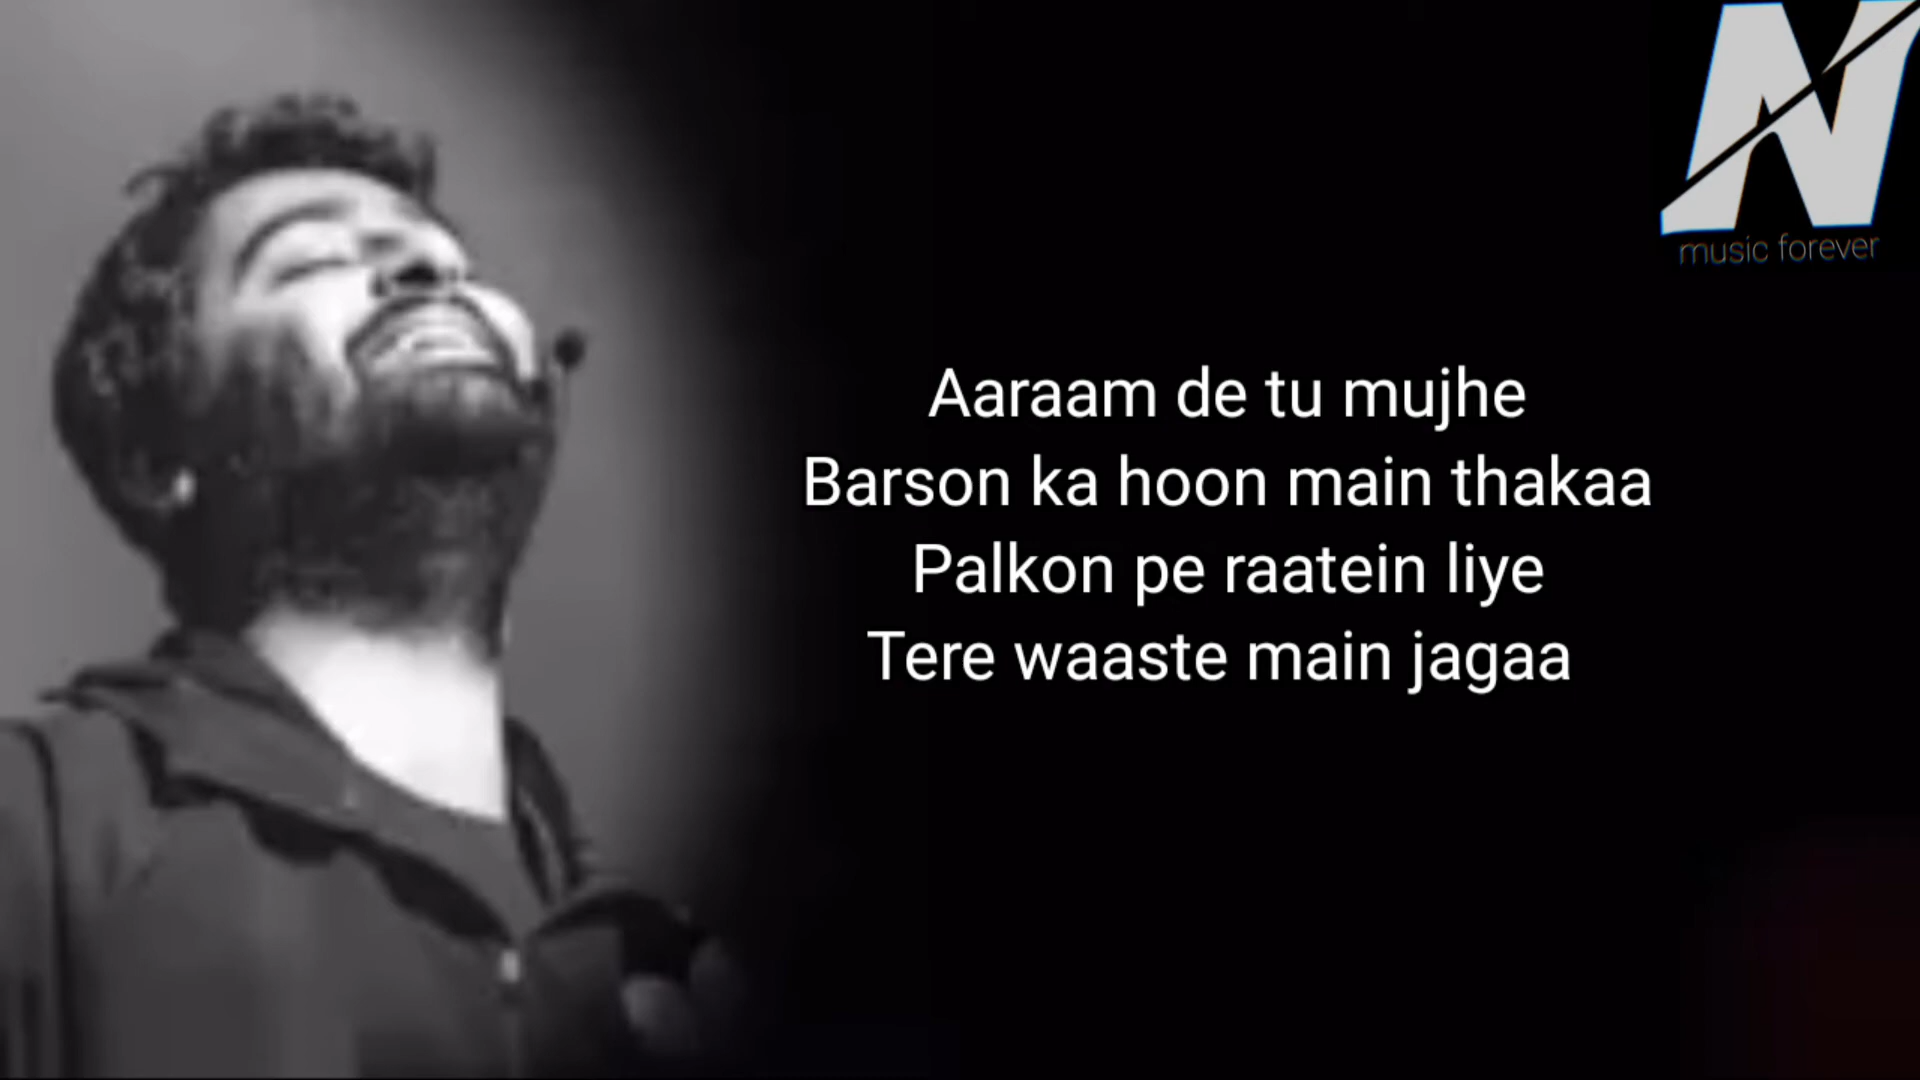 N
music forever
Aaraam de tu mujhe
Barson ka hoon main thakaa
Palkon pe raatein liye
Tere waaste main jagaa